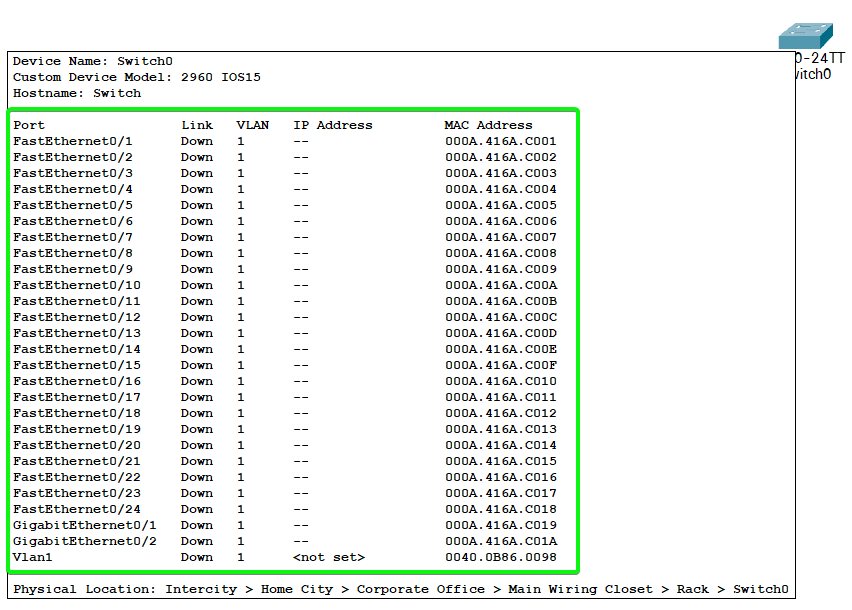 Device Name: Switch0
Custom Device Model: 2960 IOS15
Hostname: Switch
0-24TT
witch0
Port Link VLAN IP Address MAC Address
FastEthernet0/1 Down 1 -- 000A.416A.C001
FastEthernet0/2 Down 1 -- 000A.416A.C002
FastEthernet0/3 Down 1 -- 000A.416A.C003
FastEthernet0/4 Down 1 -- 000A.416A.C004
FastEthernet0/5 Down 1 -- 000A.416A.C005
FastEthernet0/6 Down 1 -- 000A.416A.C006
FastEthernet0/7 Down 1 -- 000A.416A.C007
FastEthernet0/8 Down 1 -- 000A.416A.C008
FastEthernet0/9 Down 1 -- 000A.416A.C009
FastEthernet0/10 Down 1 -- 000A.416A.C00A
FastEthernet0/11 Down 1 -- 000A.416A.C00B
FastEthernet0/12 Down 1 -- 000A.416A.C00C
FastEthernet0/13 Down 1 -- 000A.416A.C00D
FastEthernet0/14 Down 1 -- 000A.416A.C00E
FastEthernet0/15 Down 1 -- 000A.416A.C00F
FastEthernet0/16 Down 1 -- 000A.416A.C010
FastEthernet0/17 Down 1 -- 000A.416A.C011
FastEthernet0/18 Down 1 -- 000A.416A.C012
FastEthernet0/19 Down 1 -- 000A.416A.C013
FastEthernet0/20 Down 1 -- 000A.416A.C014
FastEthernet0/21 Down 1 -- 000A.416A.C015
FastEthernet0/22 Down 1 -- 000A.416A.C016
FastEthernet0/23 Down 1 -- 000A.416A.C017
FastEthernet0/24 Down 1 -- 000A.416A.C018
GigabitEthernet0/1 Down 1 -- 000A.416A.C019
GigabitEthernet0/2 Down 1 -- 000A.416A.C01A
Vlan1 Down 1 <not set> 0040.0B86.0098
Physical Location: Intercity > Home City > Corporate Office > Main Wiring Closet > Rack > Switch0